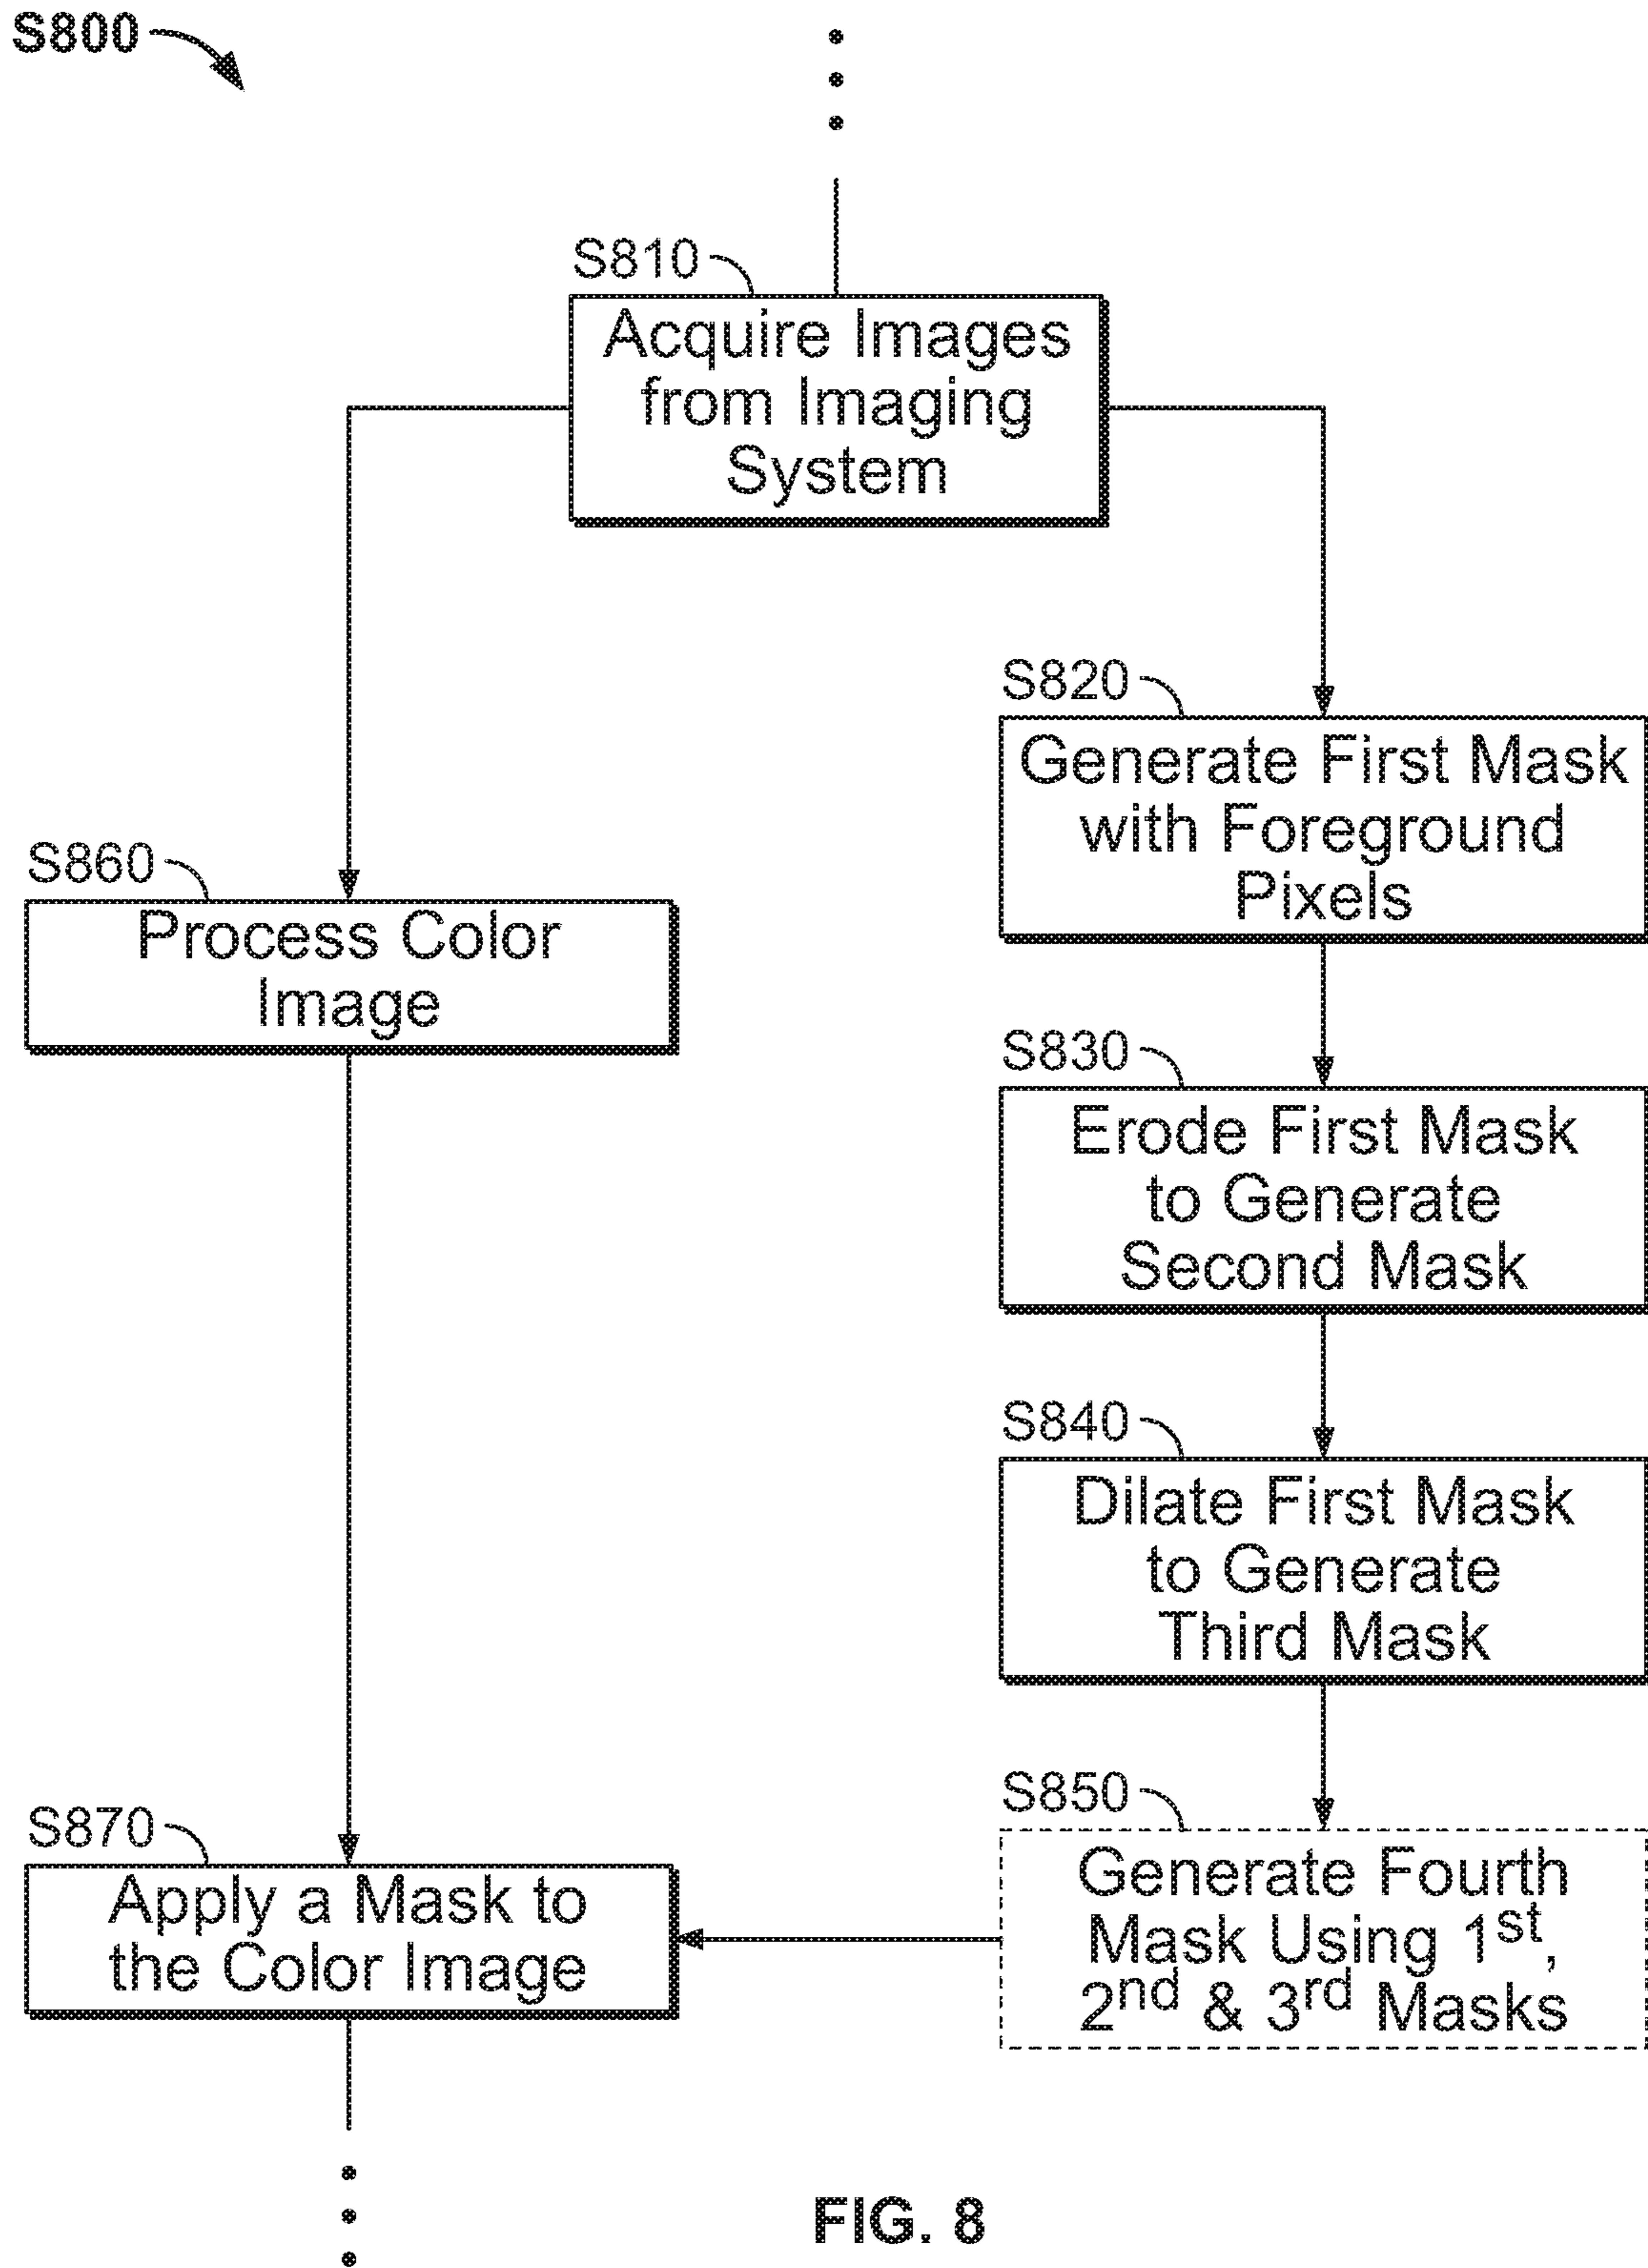 S800
S810
Acquire Images
from Imaging
System
S820
Generate First Mask
with Foreground
Pixels
S860
Process Color
Image
S830
Erode First Mask
to Generate
Second Mask
S840
Dilate First Mask
to Generate
Third Mask
S850
Generate Fourth
Mask Using 1st,
2nd & 3rd Masks
S870
Apply a Mask to
the Color Image
FIG. 8